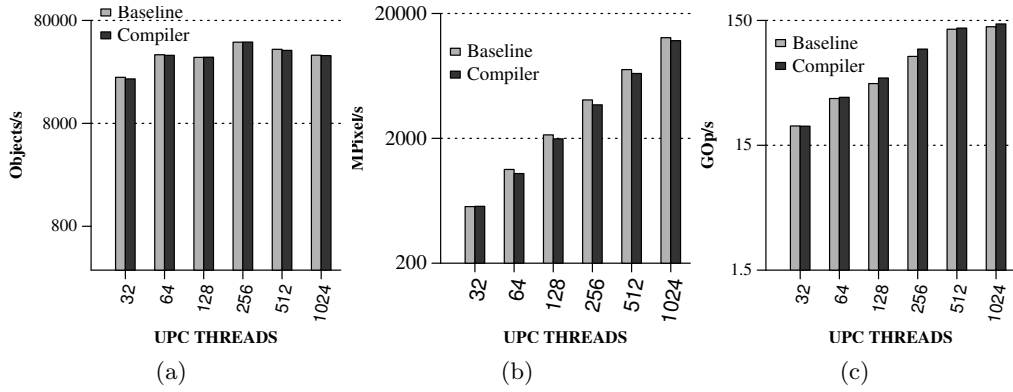 80000
8000
800
Objects/s
Baseline
Compiler
32
64
128
256
512
1024
UPC THREADS
(a)
20000
2000
200
MPixel/s
Baseline
Compiler
32
64
128
256
512
1024
UPC THREADS
(b)
150
15
1.5
GOp/s
Baseline
Compiler
32
64
128
256
512
1024
UPC THREADS
(c)